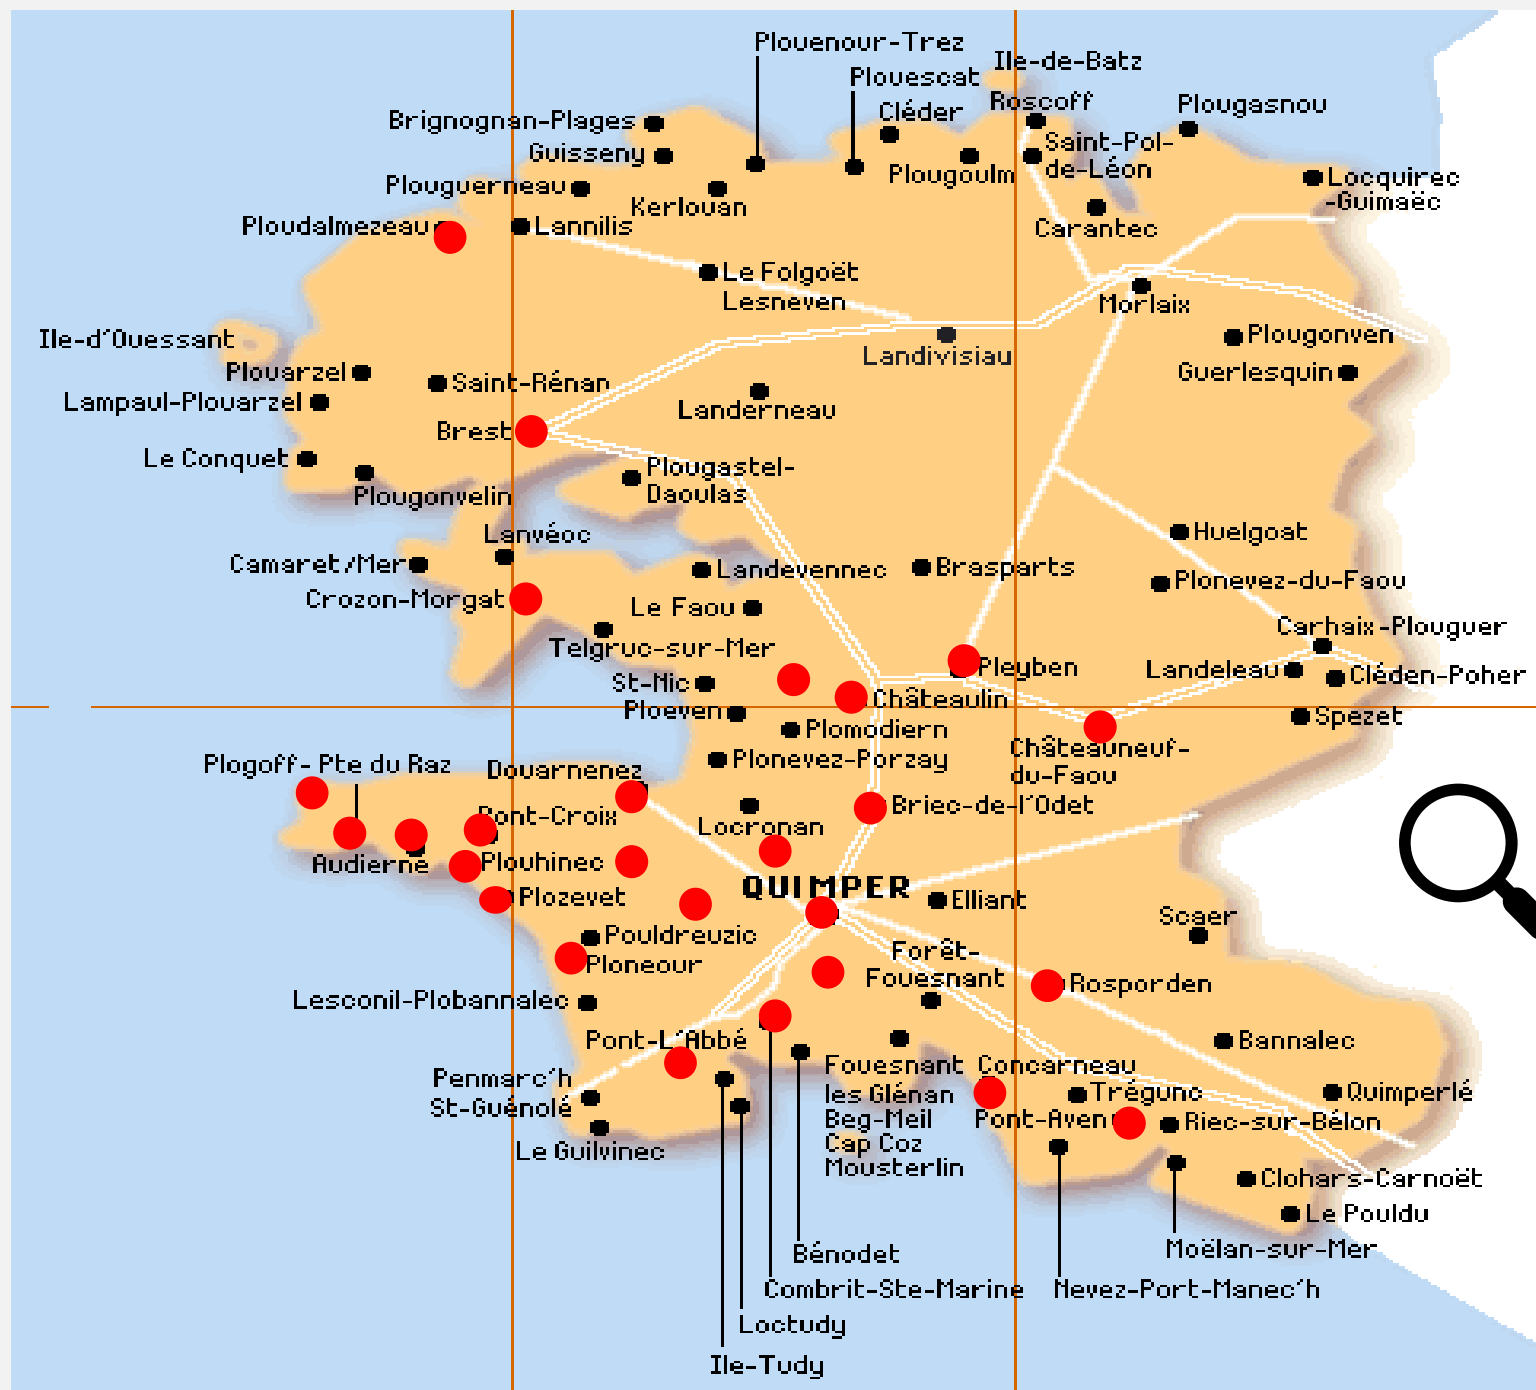 Plouenour-Trez
Ile-de-Batz
Plouescat
Roscoff
Plougasnou
Cléder
Brignognan-Plages
Saint-Pol-
de-Léon
Guisseny
Plougoulm
Locquirec
-Guimaëc
Plouguerneau
Kerlouan
Ploudalmezeau
Lannilis
Carantec
Le Folgoët
Lesneven
Morlaix
Ile-d'Ouessant
Plougonven
Landivisiau
Plouarzel
Saint-Rénan
Guerlesquin
Lampaul-Plouarzel
Landerneau
Brest
Le Conquet
Plougastel-
Daoulas
Plougonvelin
Lanvéoc
Huelgoat
Camaret/Mer
Landevennec
Brasparts
Plonevez-du-Faou
Crozon-Morgat
Le Faou
Carhaix-Plouguer
Telgruc-sur-Mer
Pleyben
Landeleau
Cléden-Poher
St-Nic
Châteaulin
Ploeven
Spezet
Plomodiern
Châteauneuf-
du-Faou
Plonevez-Porzay
Plogoff- Pte du Raz
Douarnenez
Briec-de-l'Odet
Pont-Croix
Locronan
Audierne
Plouhinec
QUIMPER
Plozevet
Elliant
Scaer
Pouldreuzic
Forêt-
Fouesnant
Ploneour
Rosporden
Lesconil-Plobannalec
Pont-L'Abbé
Bannalec
Fouesnant
les Glénan
Beg-Meil
Cap Coz
Mousterlin
Concarneau
Penmarc'h
St-Guénolé
Trégunc
Quimperlé
Pont-Aven
Riec-sur-Bélon
Le Guilvinec
Clohars-Carnoët
Le Pouldu
Moëlan-sur-Mer
Bénodet
Combrit-Ste-Marine
Nevez-Port-Manec'h
Loctudy
Ile-Tudy